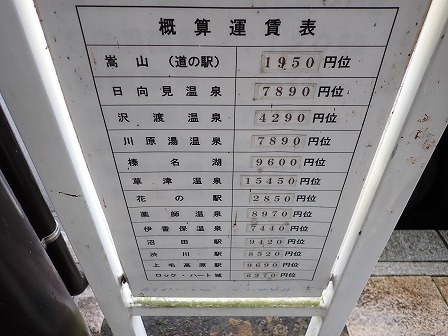 概算運賃表
嵩山（道の駅） 1950円位
日向見温泉 7890円位
沢渡温泉 4290円位
川原湯温泉 7890円位
榛名湖 9600円位
草津温泉 15450円位
花の駅 2850円位
薬師温泉 8970円位
伊香保温泉 7440円位
沼田駅 9420円位
渋川駅 8520円位
上毛高原駅 9690円位
ロック・ハート城 6270円位